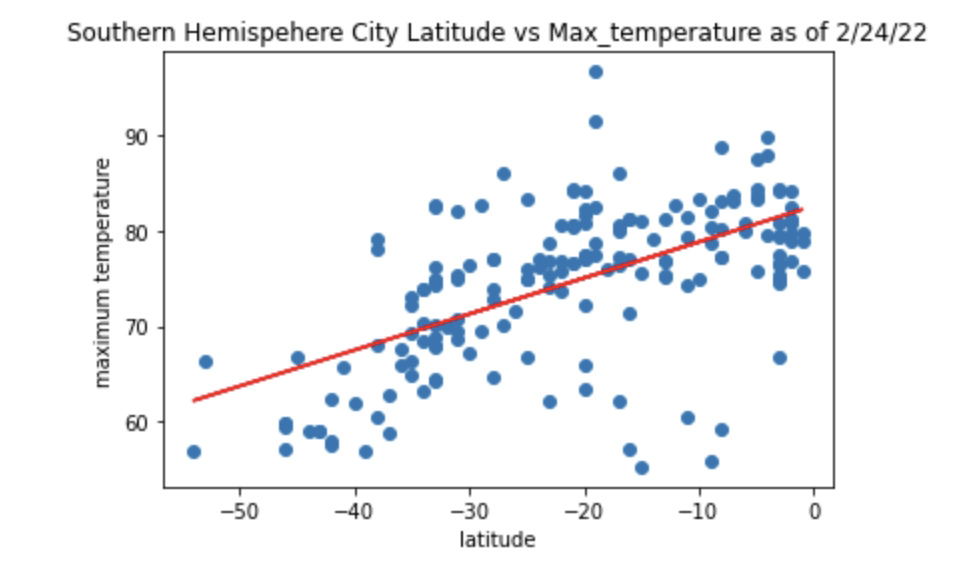 Southern Hemispehere City Latitude vs Max_temperature as of 2/24/22
90
80
70
60
maximum temperature
−50 −40 −30 −20 −10 0
latitude